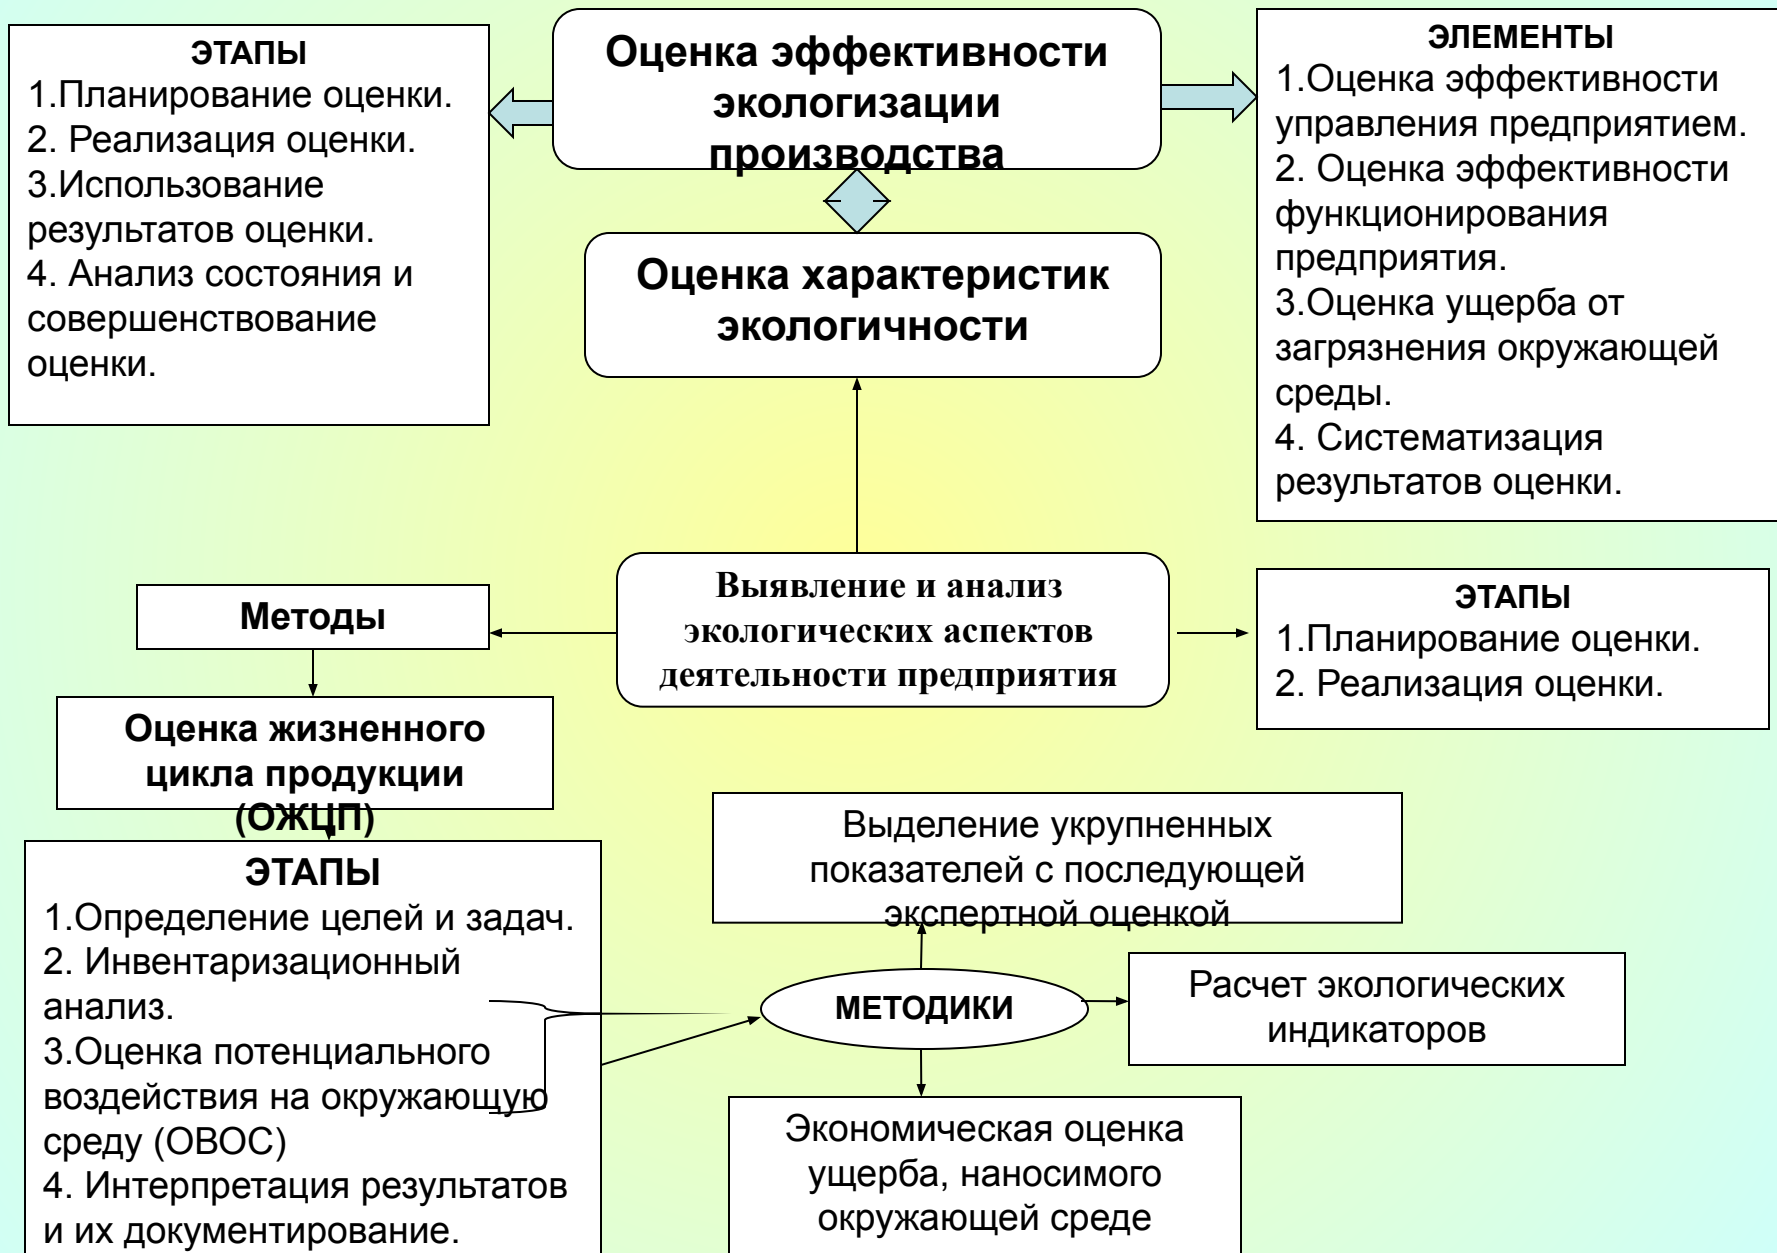 ЭТАПЫ
1.Планирование оценки.
2. Реализация оценки.
3.Использование
результатов оценки.
4. Анализ состояния и
совершенствование
оценки.
Оценка эффективности
экологизации
производства
ЭЛЕМЕНТЫ
1.Оценка эффективности
управления предприятием.
2. Оценка эффективности
функционирования
предприятия.
3.Оценка ущерба от
загрязнения окружающей
среды.
4. Систематизация
результатов оценки.
Оценка характеристик
экологичности
Методы
Выявление и анализ
экологических аспектов
деятельности предприятия
ЭТАПЫ
1.Планирование оценки.
2. Реализация оценки.
Оценка жизненного
цикла продукции
(ОЖЦП)
ЭТАПЫ
1.Определение целей и задач.
2. Инвентаризационный
анализ.
3.Оценка потенциального
воздействия на окружающую
среду (ОВОС)
4. Интерпретация результатов
и их документирование.
Выделение укрупненных
показателей с последующей
экспертной оценкой
МЕТОДИКИ
Расчет экологических
индикаторов
Экономическая оценка
ущерба, наносимого
окружающей среде